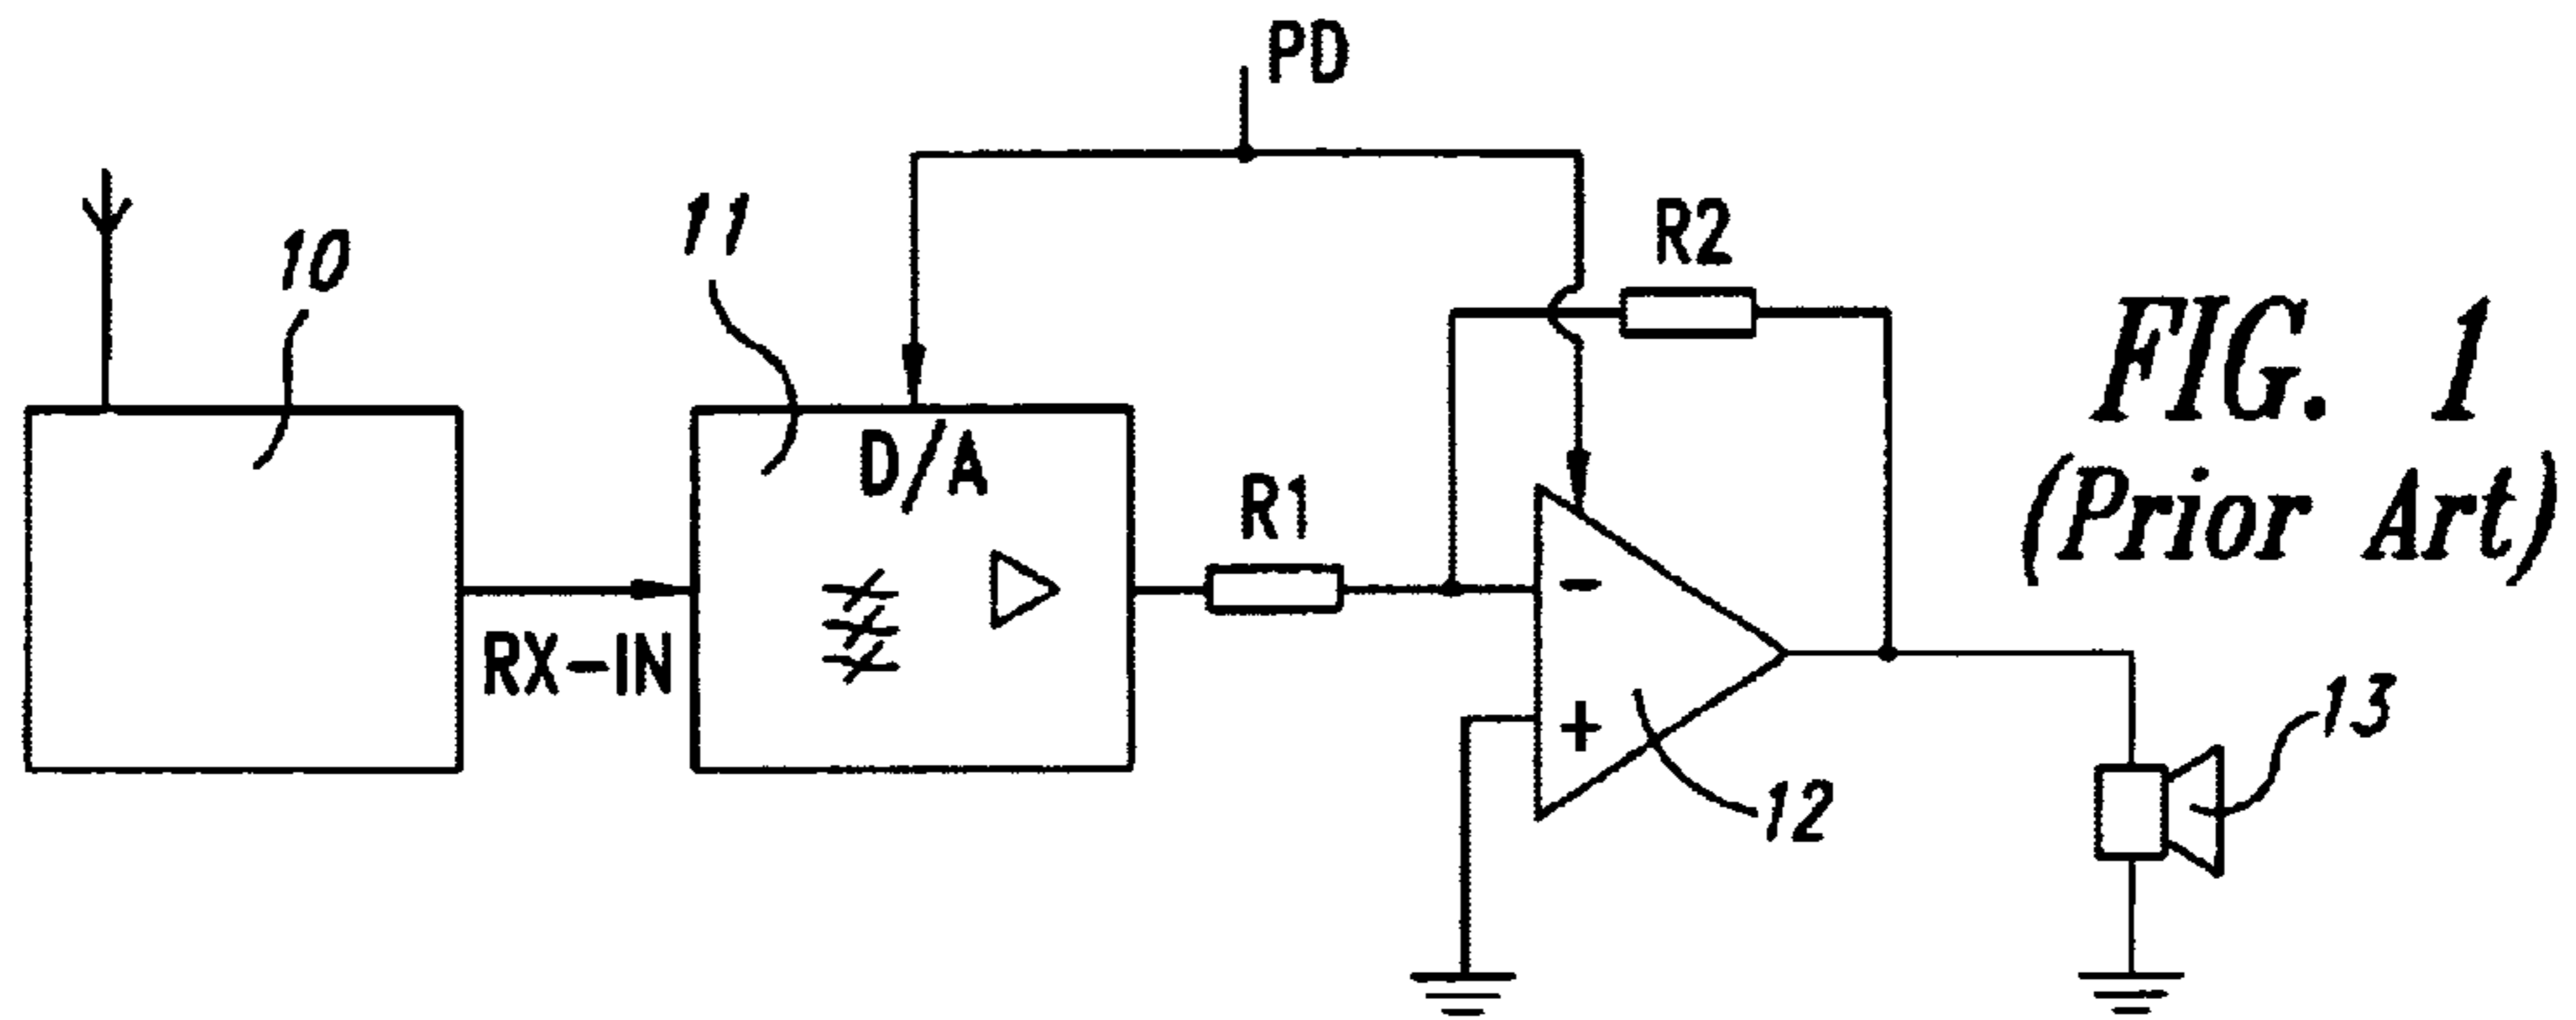 PD
10
11
R2
FIG. 1
(Prior Art)
D/A
R1
RX-IN
-
+
13
12